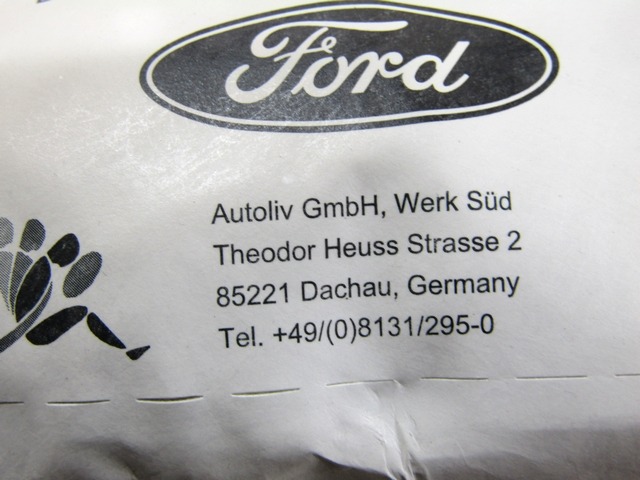 Ford
Autoliv GmbH, Werk Süd
Theodor Heuss Strasse 2
85221 Dachau, Germany
Tel. +49/(0)8131/295-0